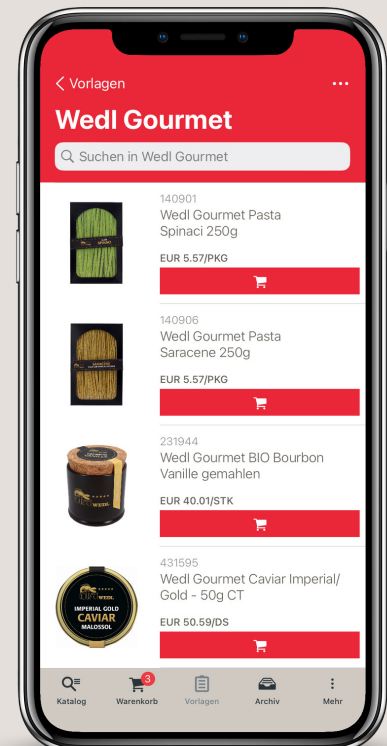 Vorlagen
Wedl Gourmet
Suchen in Wedl Gourmet
140901
Wedl Gourmet Pasta
Spinaci 250g
EUR 5.57/PKG
140906
Wedl Gourmet Pasta
Saracene 250g
EUR 5.57/PKG
231944
Wedl Gourmet BIO Bourbon
Vanille gemahlen
EUR 40.01/STK
WEDL
431595
Wedl Gourmet Caviar Imperial/
Gold - 50g CT
EUR 50.59/DS
WEDL
IMPERIAL GOLD
CAVIAR
MALOSSOL
3
Katalog
Warenkorb
Vorlagen
Archiv
Mehr